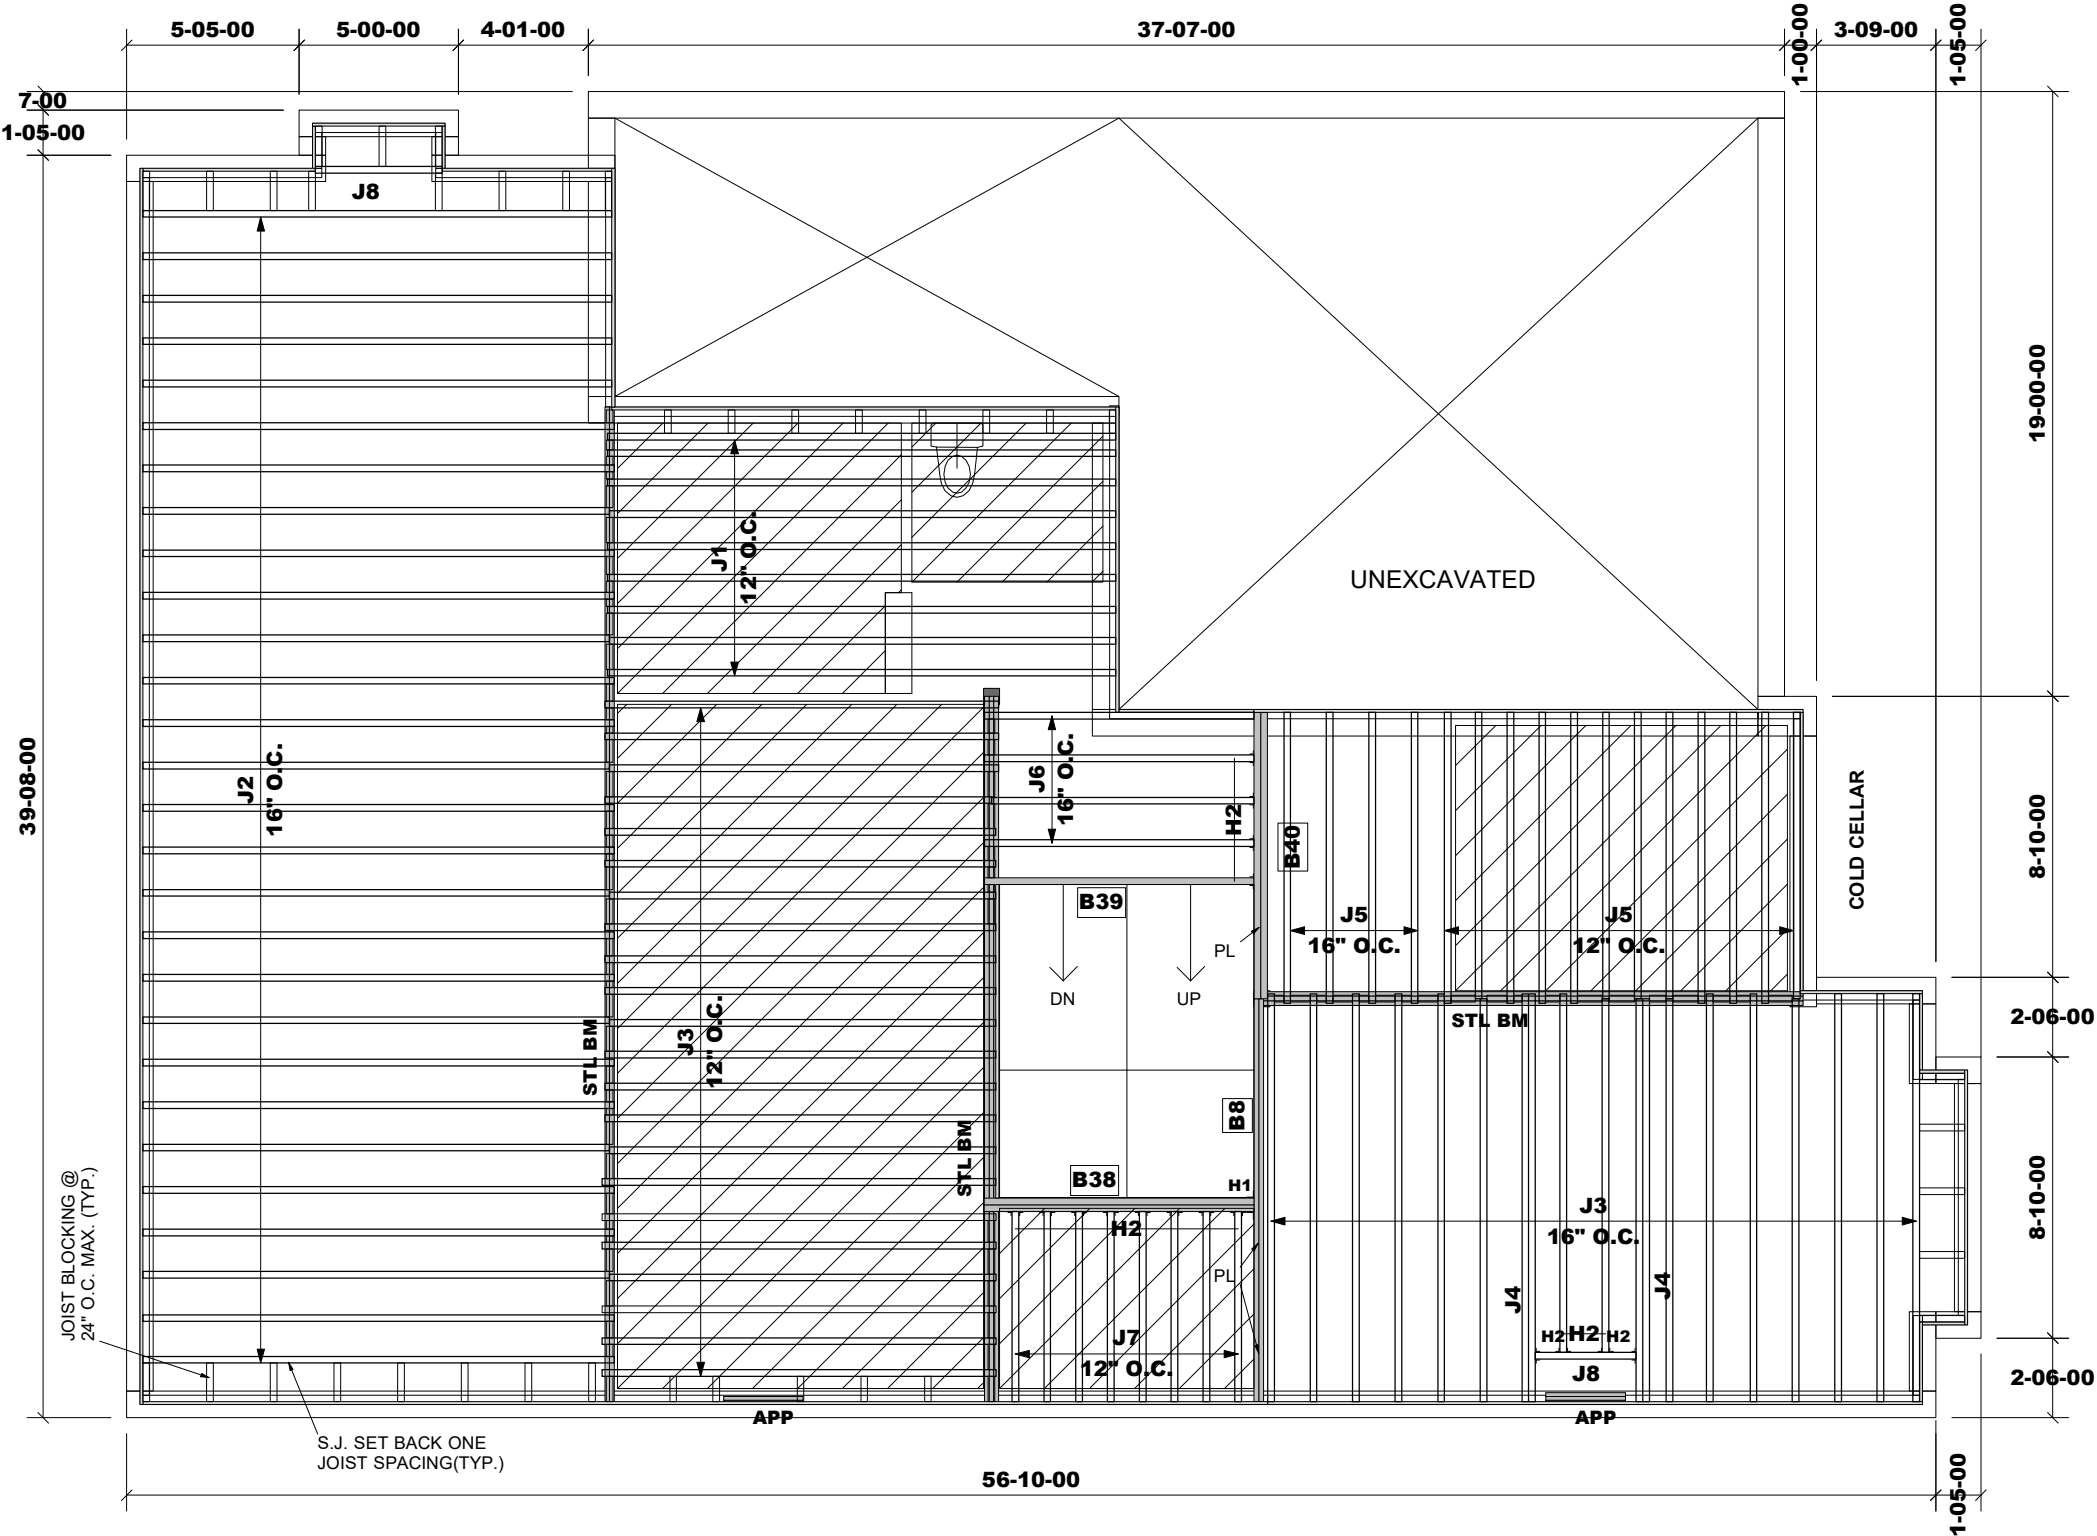 5-05-00
5-00-00
4-01-00
37-07-00
1-00-00
3-09-00
1-05-00
7-00
1-05-00
J8
19-00-00
J1
12" O.C.
UNEXCAVATED
39-08-00
J2
16" O.C.
J6
16" O.C.
H2
B40
COLD CELLAR
8-10-00
B39
J5
16" O.C.
J5
12" O.C.
PL
DN
UP
STL BM
2-06-00
J3
12" O.C.
STL BM
STL BM
B8
B38
H1
JOIST BLOCKING @
24" O.C. MAX. (TYP.)
H2
J3
16" O.C.
8-10-00
PL
J4
J4
H2
H2
H2
J7
12" O.C.
J8
2-06-00
APP
APP
S.J. SET BACK ONE
JOIST SPACING(TYP.)
56-10-00
1-05-00